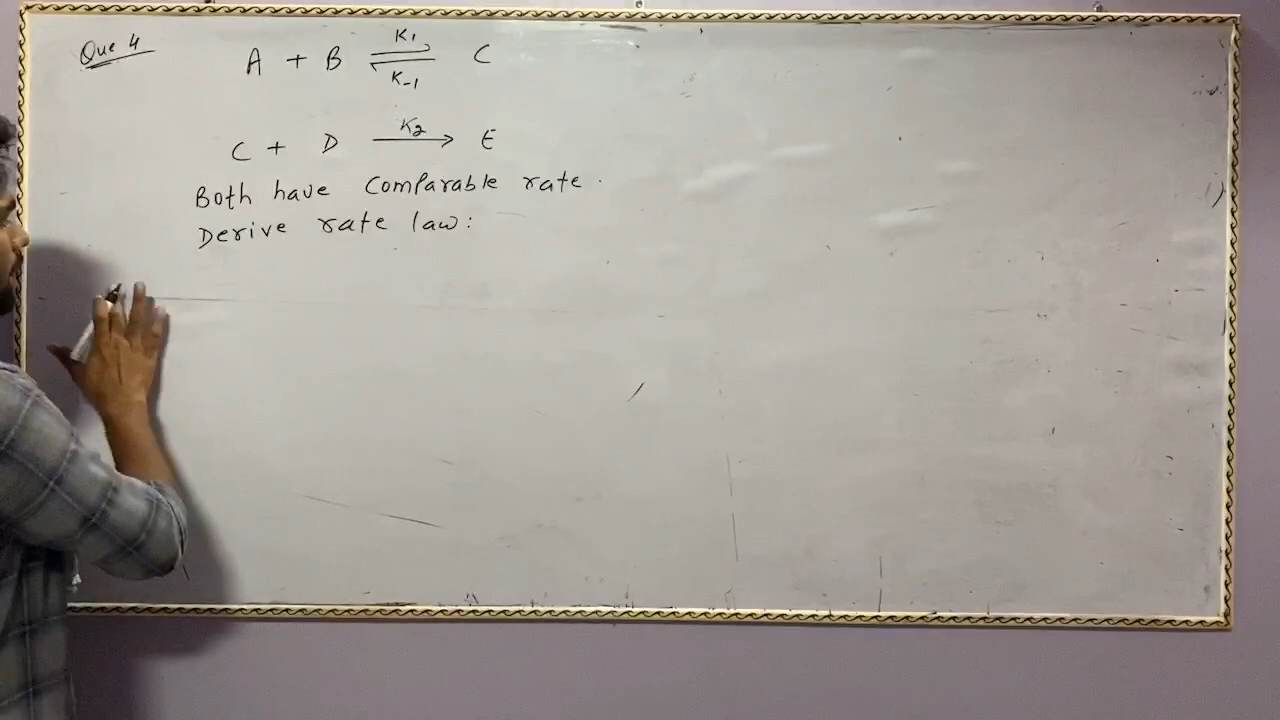 Que 4
A + B ⇌ C
K1
K-1
C + D → E
K2
Both have comparable rate.
Derive rate law: